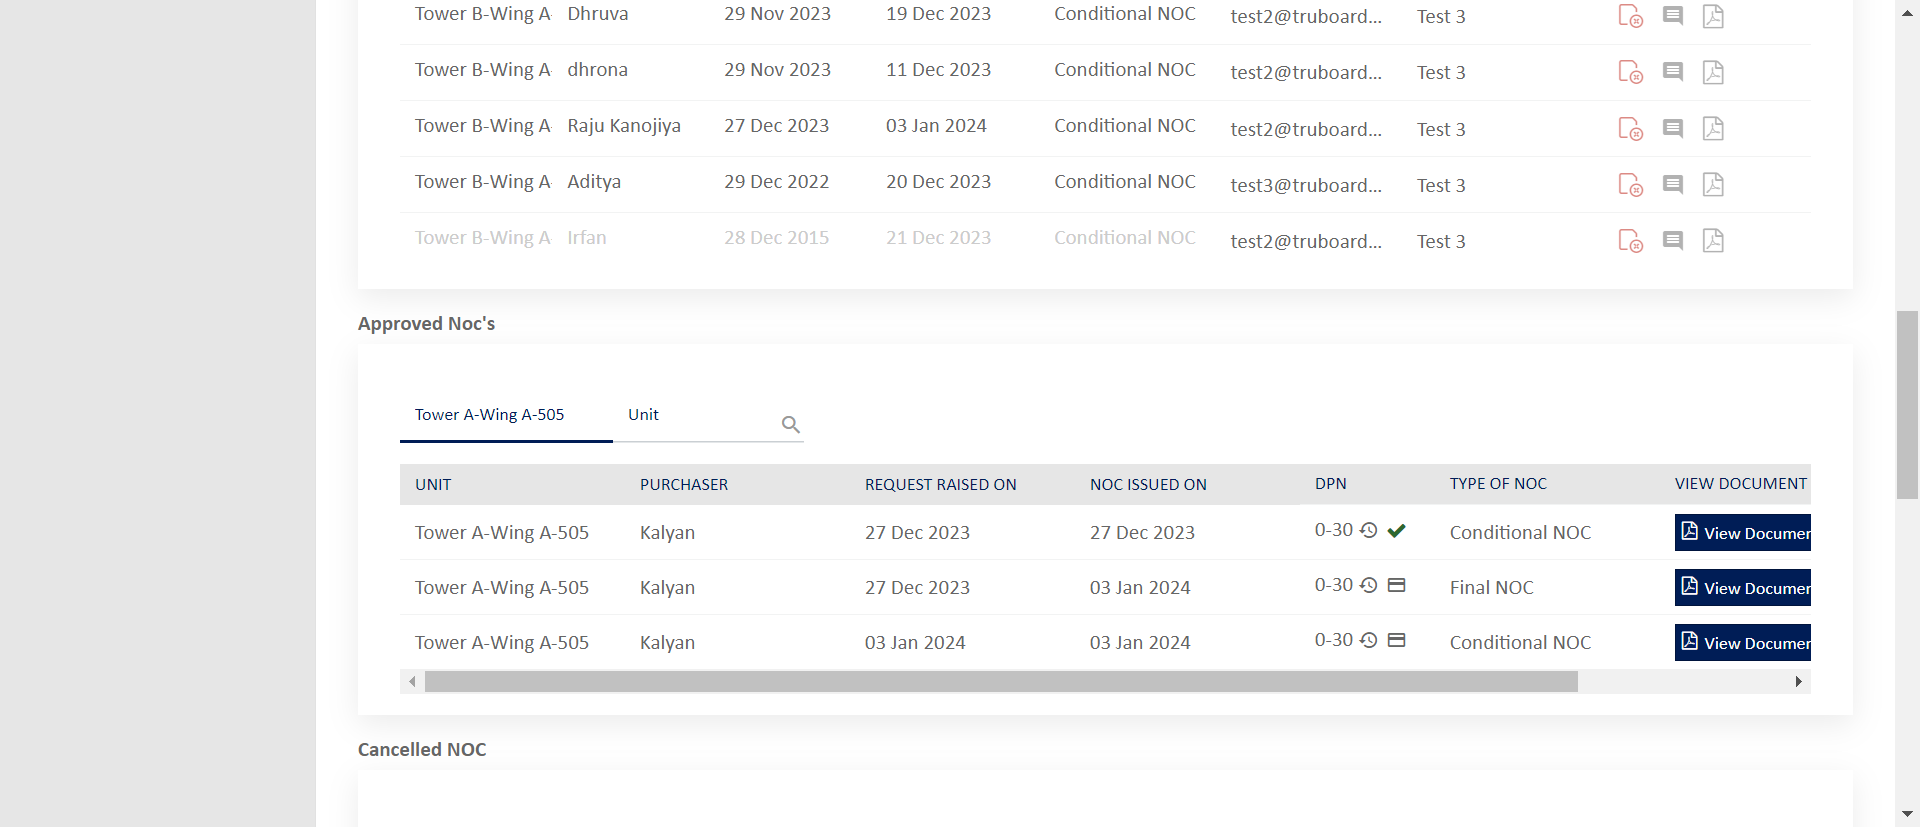 Tower B-Wing A- Dhruva 29 Nov 2023 19 Dec 2023 Conditional NOC test2@truboard... Test 3
Tower B-Wing A- dhrona 29 Nov 2023 11 Dec 2023 Conditional NOC test2@truboard... Test 3
Tower B-Wing A- Raju Kanojiya 27 Dec 2023 03 Jan 2024 Conditional NOC test2@truboard... Test 3
Tower B-Wing A- Aditya 29 Dec 2022 20 Dec 2023 Conditional NOC test3@truboard... Test 3
Tower B-Wing A- Irfan 28 Dec 2015 21 Dec 2023 Conditional NOC test2@truboard... Test 3
Approved Noc's
Tower A-Wing A-505 Unit
UNIT PURCHASER REQUEST RAISED ON NOC ISSUED ON DPN TYPE OF NOC VIEW DOCUMENT
Tower A-Wing A-505 Kalyan 27 Dec 2023 27 Dec 2023 0-30 Conditional NOC View Documen
Tower A-Wing A-505 Kalyan 27 Dec 2023 03 Jan 2024 0-30 Final NOC View Documen
Tower A-Wing A-505 Kalyan 03 Jan 2024 03 Jan 2024 0-30 Conditional NOC View Documen
Cancelled NOC